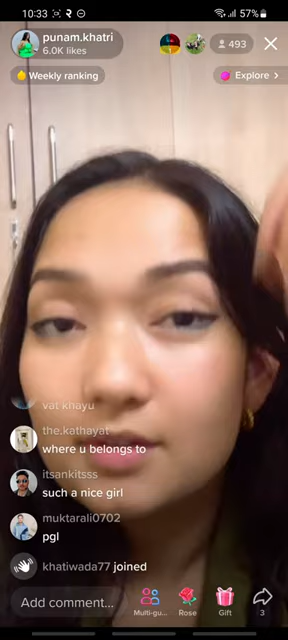 10:33
57%
punam.khatri
6.0K likes
493
Weekly ranking
Explore >
vat khayu
the.kathayat
where u belongs to
itsankitsss
such a nice girl
muktarali0702
pgl
khatiwada77 joined
Add comment...
Multi-gu...
Rose
Gift
3